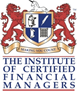 THE INSTITUTE
OF CERTIFIED
FINANCIAL
MANAGERS